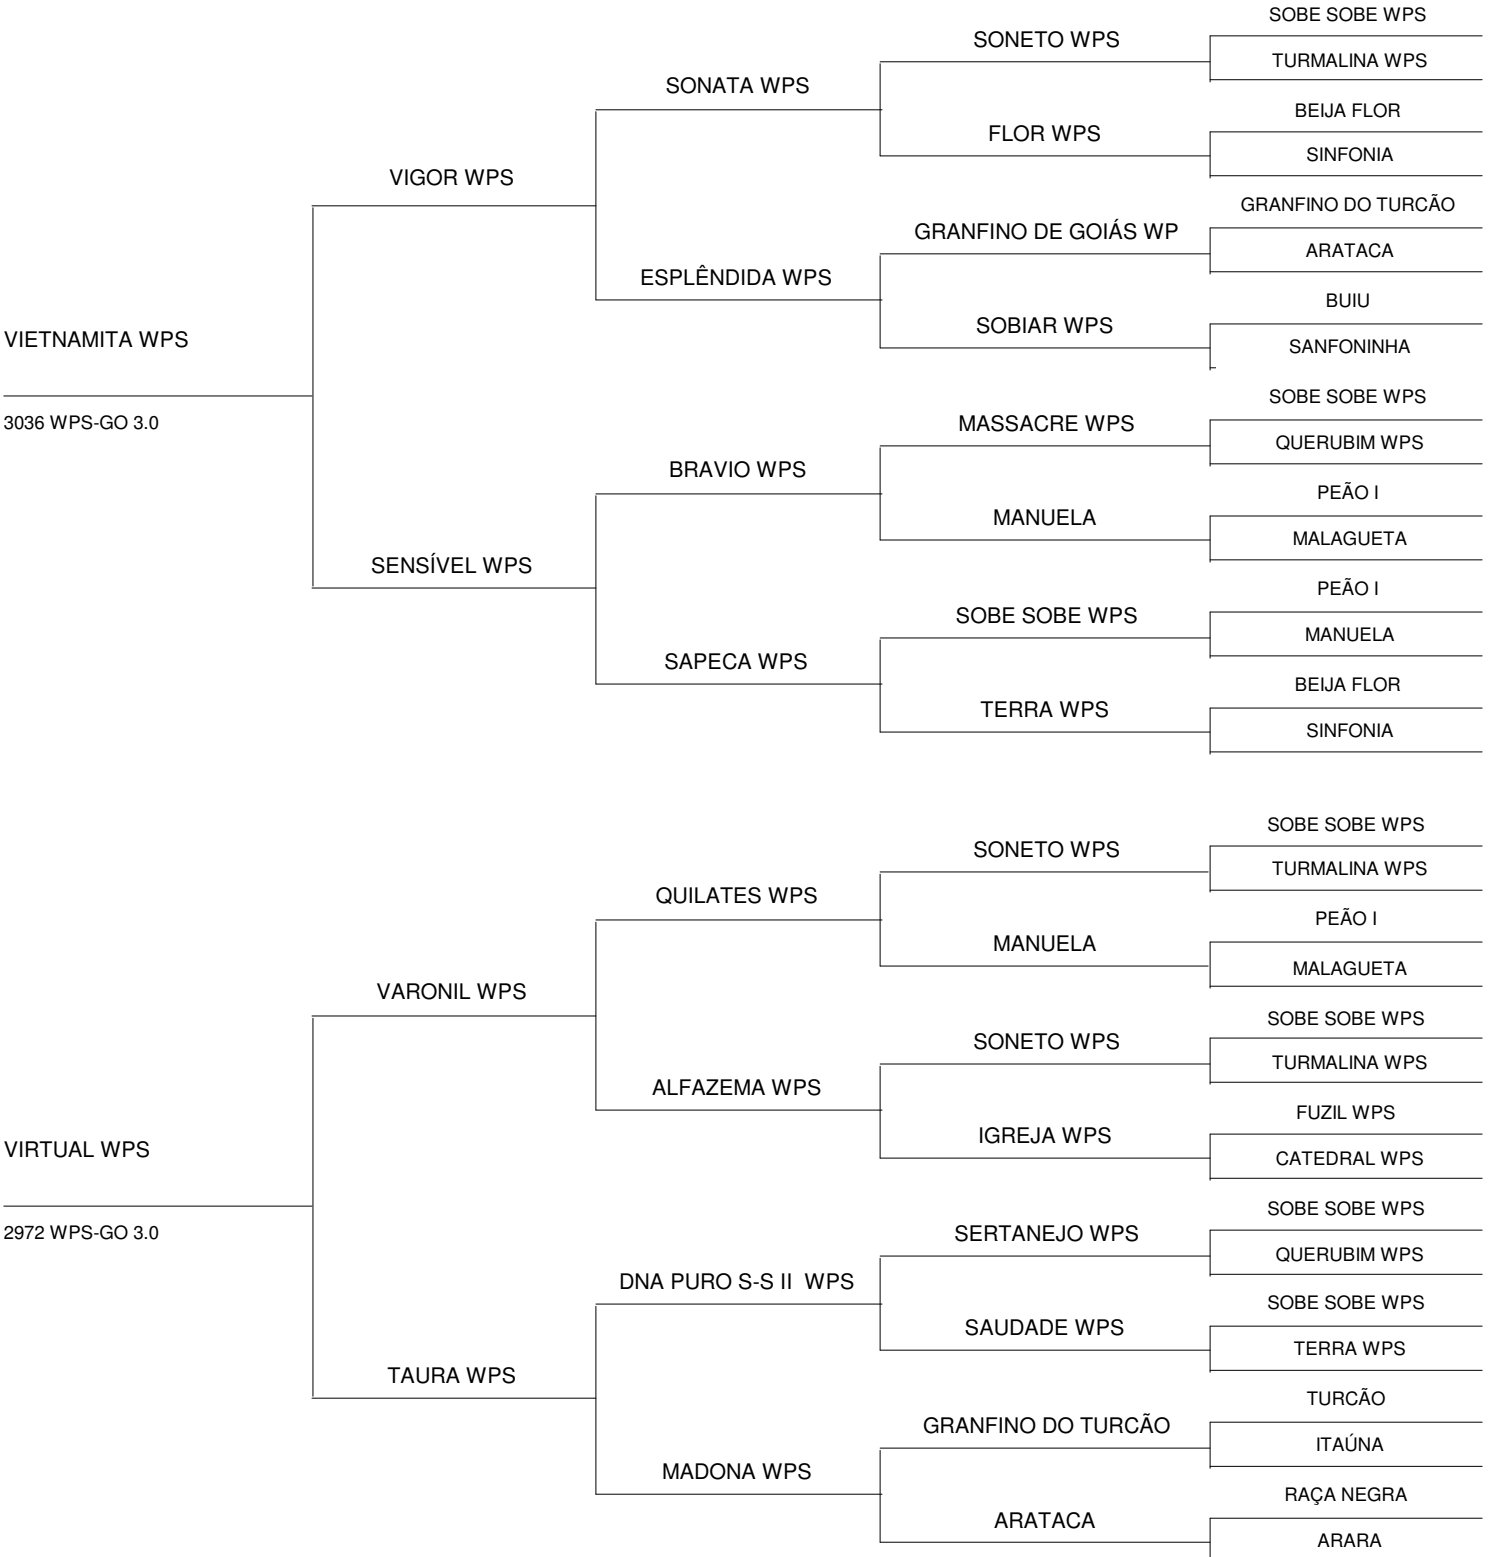 SOBE SOBE WPS
SONETO WPS
TURMALINA WPS
SONATA WPS
BEIJA FLOR
FLOR WPS
SINFONIA
VIGOR WPS
GRANFINO DO TURCÃO
GRANFINO DE GOIÁS WP
ARATACA
ESPLÊNDIDA WPS
BUIU
SOBIAR WPS
SANFONINHA
VIETNAMITA WPS
SOBE SOBE WPS
3036 WPS-GO 3.0
MASSACRE WPS
QUERUBIM WPS
BRAVIO WPS
PEÃO I
MANUELA
MALAGUETA
SENSÍVEL WPS
PEÃO I
SOBE SOBE WPS
MANUELA
SAPECA WPS
BEIJA FLOR
TERRA WPS
SINFONIA
SOBE SOBE WPS
SONETO WPS
TURMALINA WPS
QUILATES WPS
PEÃO I
MANUELA
MALAGUETA
VARONIL WPS
SOBE SOBE WPS
SONETO WPS
TURMALINA WPS
ALFAZEMA WPS
FUZIL WPS
IGREJA WPS
CATEDRAL WPS
VIRTUAL WPS
SOBE SOBE WPS
2972 WPS-GO 3.0
SERTANEJO WPS
QUERUBIM WPS
DNA PURO S-S II  WPS
SOBE SOBE WPS
SAUDADE WPS
TERRA WPS
TAURA WPS
TURCÃO
GRANFINO DO TURCÃO
ITAÚNA
MADONA WPS
RAÇA NEGRA
ARATACA
ARARA